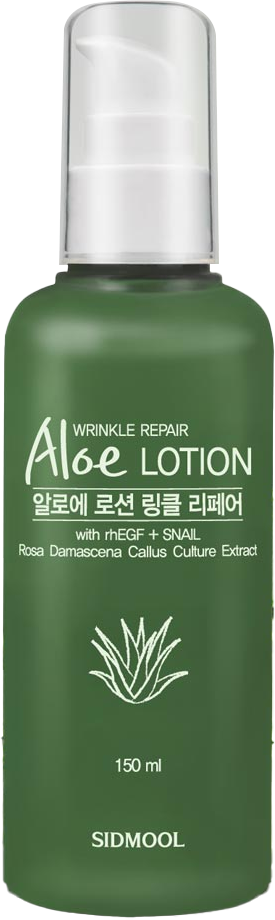 WRINKLE REPAIR
Aloe LOTION
알로에 로션 링클 리페어
with rhEGF + SNAIL
Rosa Damascena Callus Culture Extract
150 ml
SIDMOOL